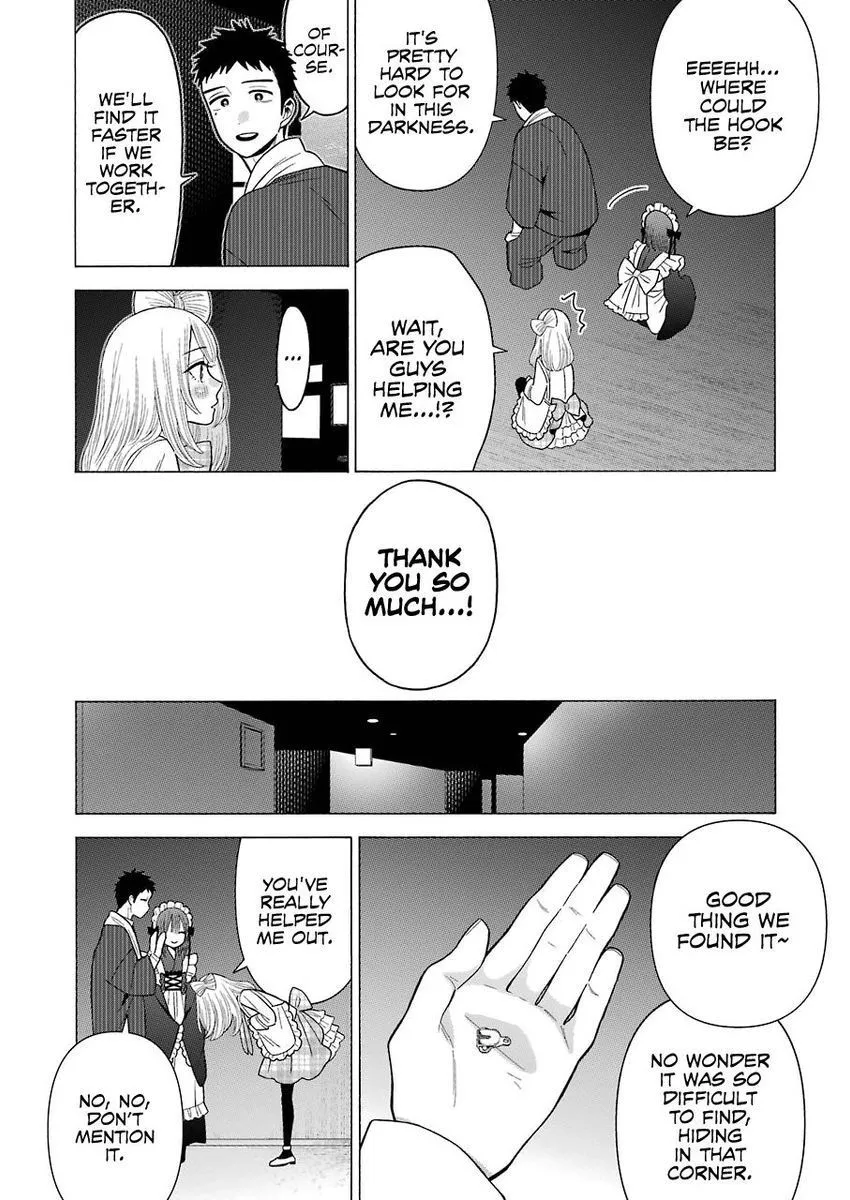 EEEEHH...
WHERE
COULD
THE HOOK
BE?
IT'S
PRETTY
HARD TO
LOOK FOR
IN THIS
DARKNESS.
WAIT,
ARE YOU
GUYS
HELPING
ME...!?
OF
COUR-
SE.
WE'LL
FIND IT
FASTER
IF WE
WORK
TOGETH-
ER.
...
THANK
YOU SO
MUCH...!
GOOD
THING WE
FOUND IT~
NO WONDER
IT WAS SO
DIFFICULT
TO FIND,
HIDING
IN THAT
CORNER.
YOU'VE
REALLY
HELPED
ME OUT.
NO, NO,
DON'T
MENTION
IT.